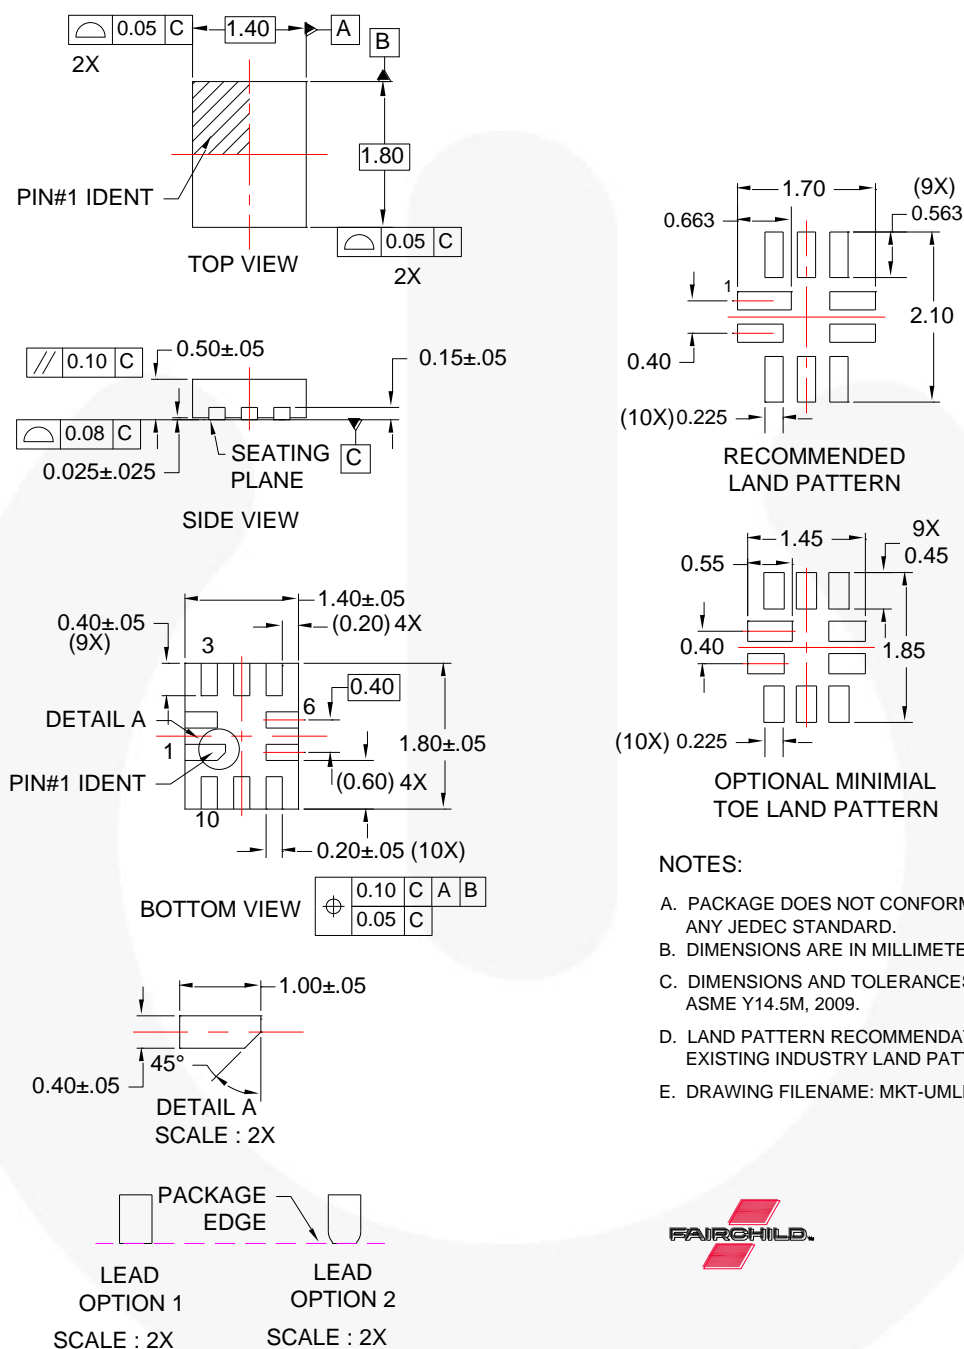 0.05 C
1.40
A
B
2X
1.80
PIN#1 IDENT
0.05 C
TOP VIEW
2X
// 0.10 C
0.50±.05
0.15±.05
0.08 C
0.025±.025
SEATING
PLANE
C
SIDE VIEW
1.40±.05
0.40±.05
(9X)
(0.20) 4X
3
0.40
6
DETAIL A
1
1.80±.05
PIN#1 IDENT
(0.60) 4X
10
0.20±.05 (10X)
BOTTOM VIEW
0.10 C A B
0.05 C
1.00±.05
45°
0.40±.05
DETAIL A
SCALE : 2X
PACKAGE
EDGE
LEAD
OPTION 1
LEAD
OPTION 2
SCALE : 2X
SCALE : 2X
1.70
(9X)
0.663
0.563
1
2.10
0.40
(10X) 0.225
RECOMMENDED
LAND PATTERN
1.45
9X
0.55
0.45
0.40
1.85
(10X) 0.225
OPTIONAL MINIMIAL
TOE LAND PATTERN
NOTES:
A. PACKAGE DOES NOT CONFORM
ANY JEDEC STANDARD.
B. DIMENSIONS ARE IN MILLIMETE
C. DIMENSIONS AND TOLERANCES
ASME Y14.5M, 2009.
D. LAND PATTERN RECOMMENDAT
EXISTING INDUSTRY LAND PAT
E. DRAWING FILENAME: MKT-UML
FAIRCHILD